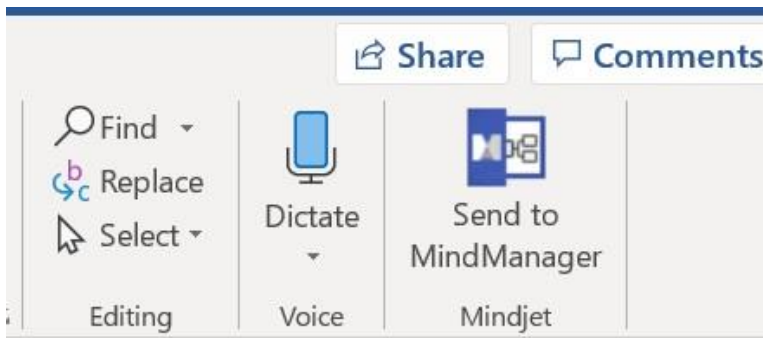 Share
Comments
Find
Replace
Select
Editing
Dictate
Voice
Send to
MindManager
Mindjet